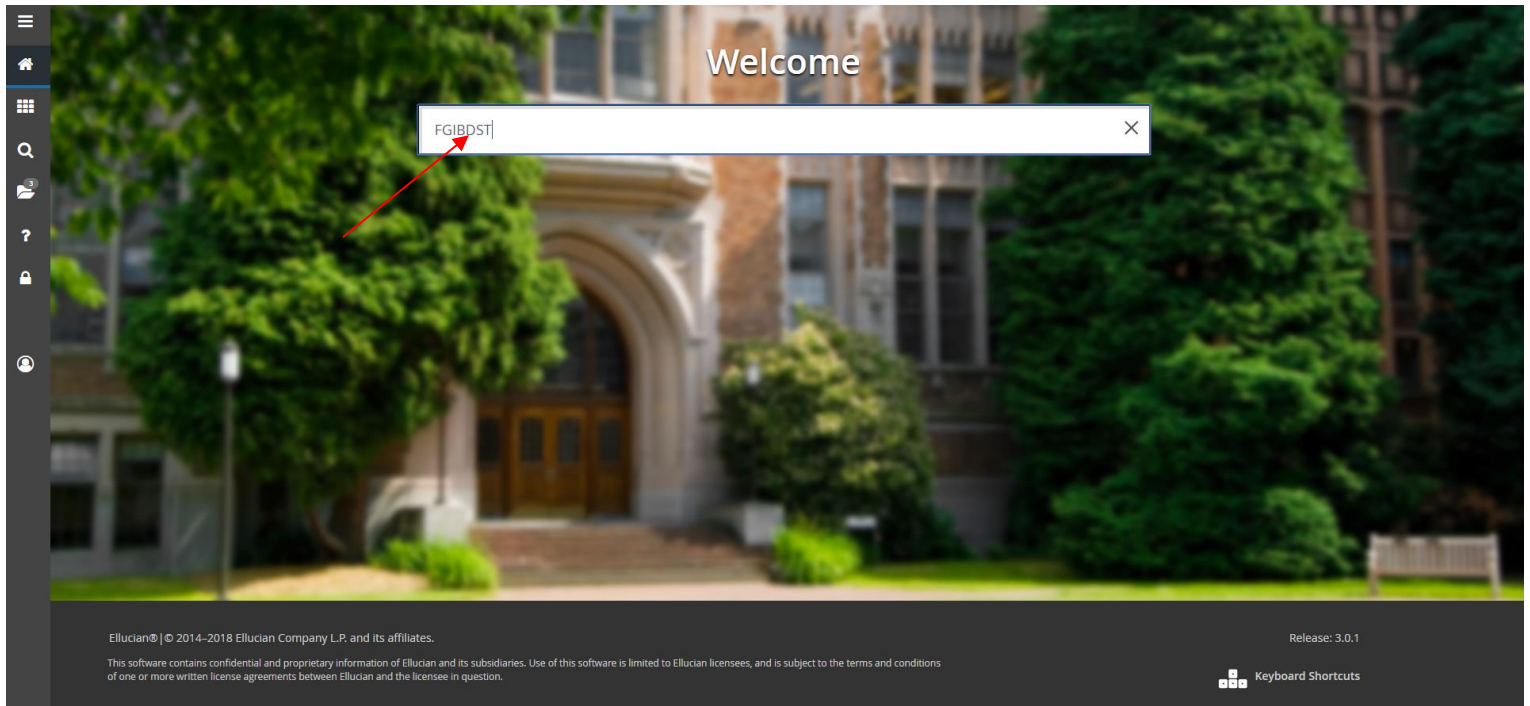 Welcome
FGIBDST
3
?
Ellucian® | © 2014–2018 Ellucian Company L.P. and its affiliates.
Release: 3.0.1
This software contains confidential and proprietary information of Ellucian and its subsidiaries. Use of this software is limited to Ellucian licensees, and is subject to the terms and conditions
of one or more written license agreements between Ellucian and the licensee in question.
Keyboard Shortcuts